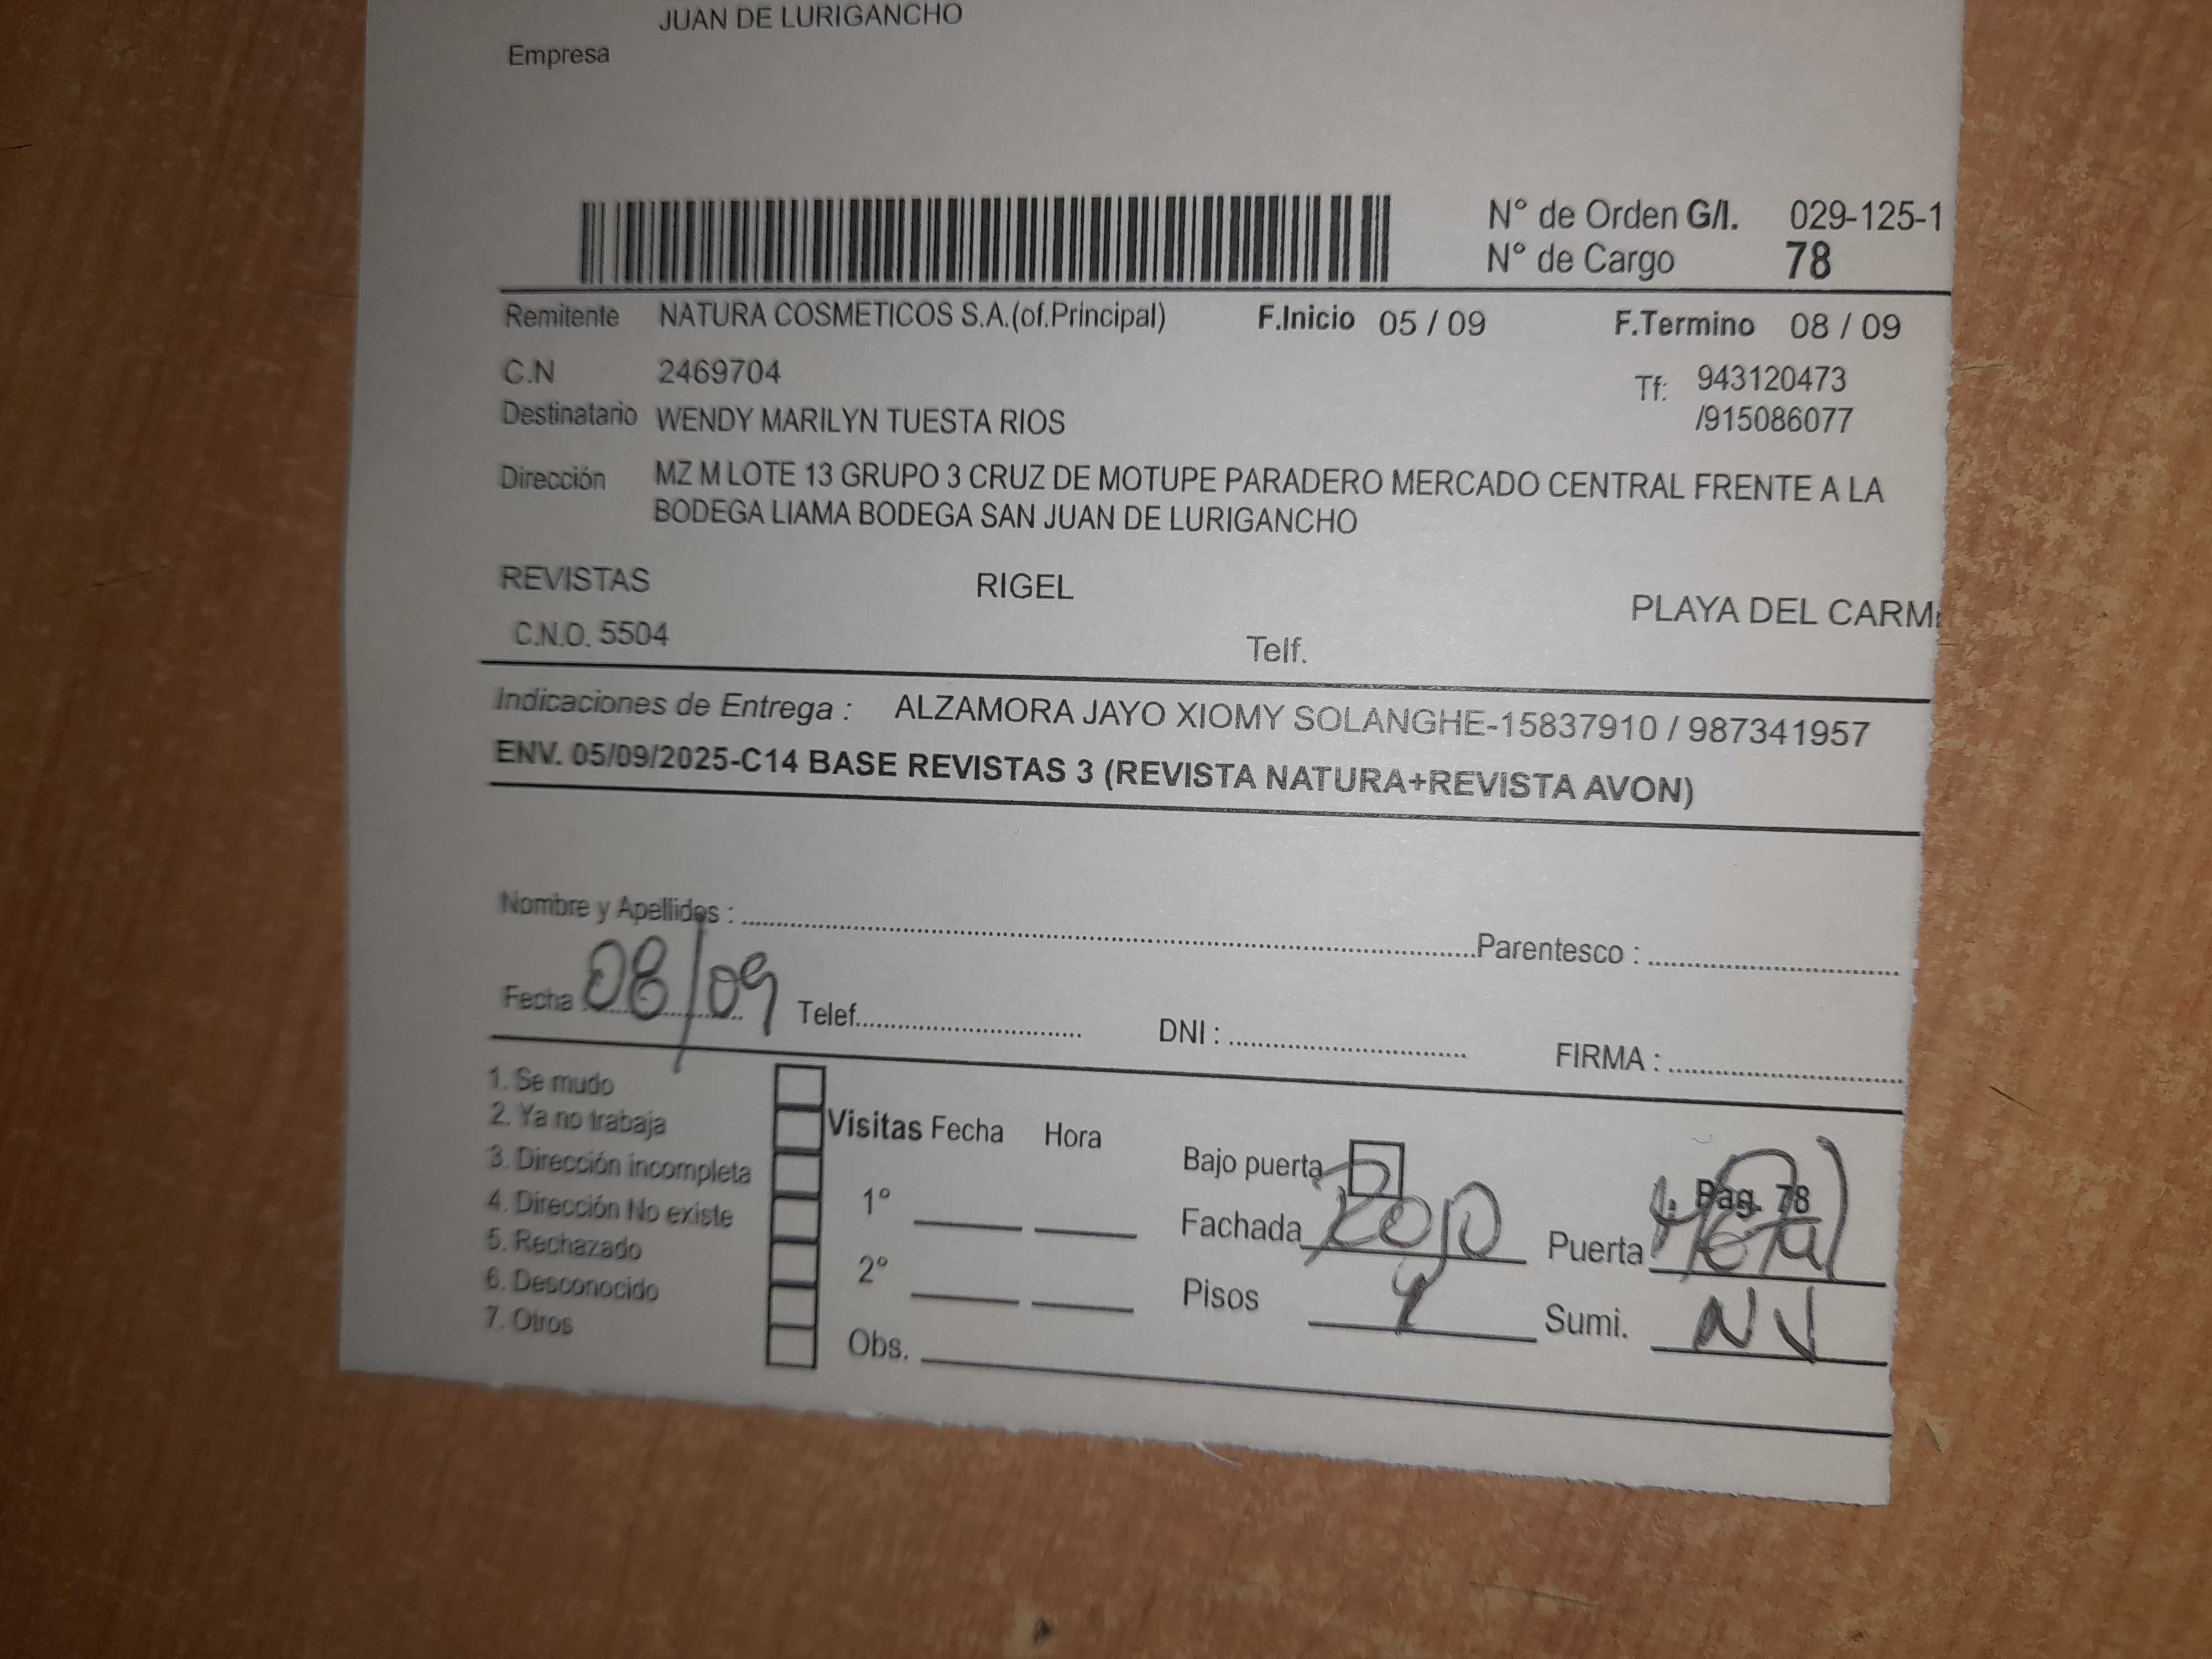 JUAN DE LURIGANCHO
Empresa
N° de Orden G/I. 029-125-1
N° de Cargo 78
Remitente NATURA COSMETICOS S.A.(of.Principal) F.Inicio 05 / 09 F.Termino 08 / 09
C.N 2469704 Tf: 943120473
Destinatario WENDY MARILYN TUESTA RIOS /915086077
Dirección MZ M LOTE 13 GRUPO 3 CRUZ DE MOTUPE PARADERO MERCADO CENTRAL FRENTE A LA
BODEGA LIAMA BODEGA SAN JUAN DE LURIGANCHO
REVISTAS RIGEL PLAYA DEL CARM
C.N.O. 5504 Telf.
Indicaciones de Entrega : ALZAMORA JAYO XIOMY SOLANGHE-15837910 / 987341957
ENV. 05/09/2025-C14 BASE REVISTAS 3 (REVISTA NATURA+REVISTA AVON)
Nombre y Apellidos : Parentesco :
Fecha 08/09 Telef. DNI : FIRMA :
1. Se mudo
2. Ya no trabaja Visitas Fecha Hora
3. Dirección incompleta Bajo puerta Pag. 78
4. Dirección No existe 1° Fachada Rojo Puerta Metal
5. Rechazado
6. Desconocido 2° Pisos Sumi. NV
7. Otros Obs.